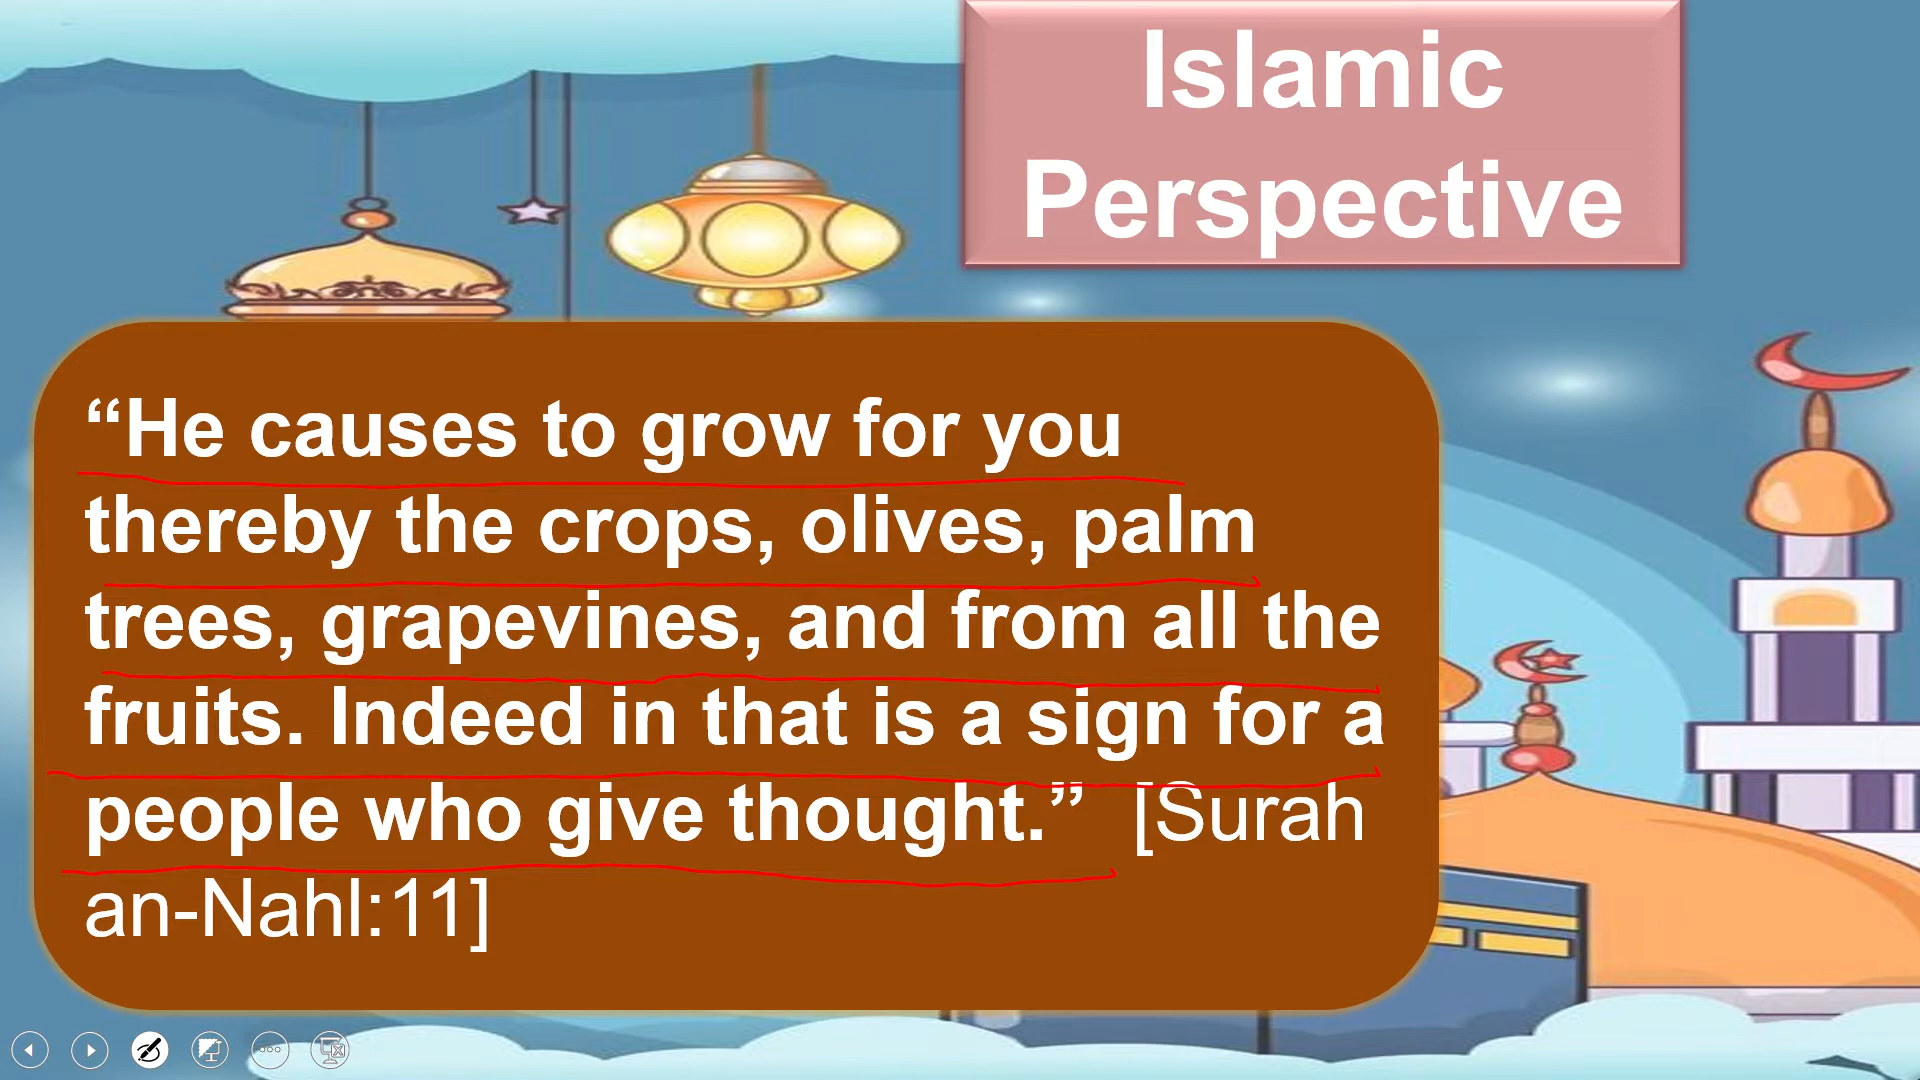 Islamic
Perspective
“He causes to grow for you
thereby the crops, olives, palm
trees, grapevines, and from all the
fruits. Indeed in that is a sign for a
people who give thought.” [Surah
an-Nahl:11]